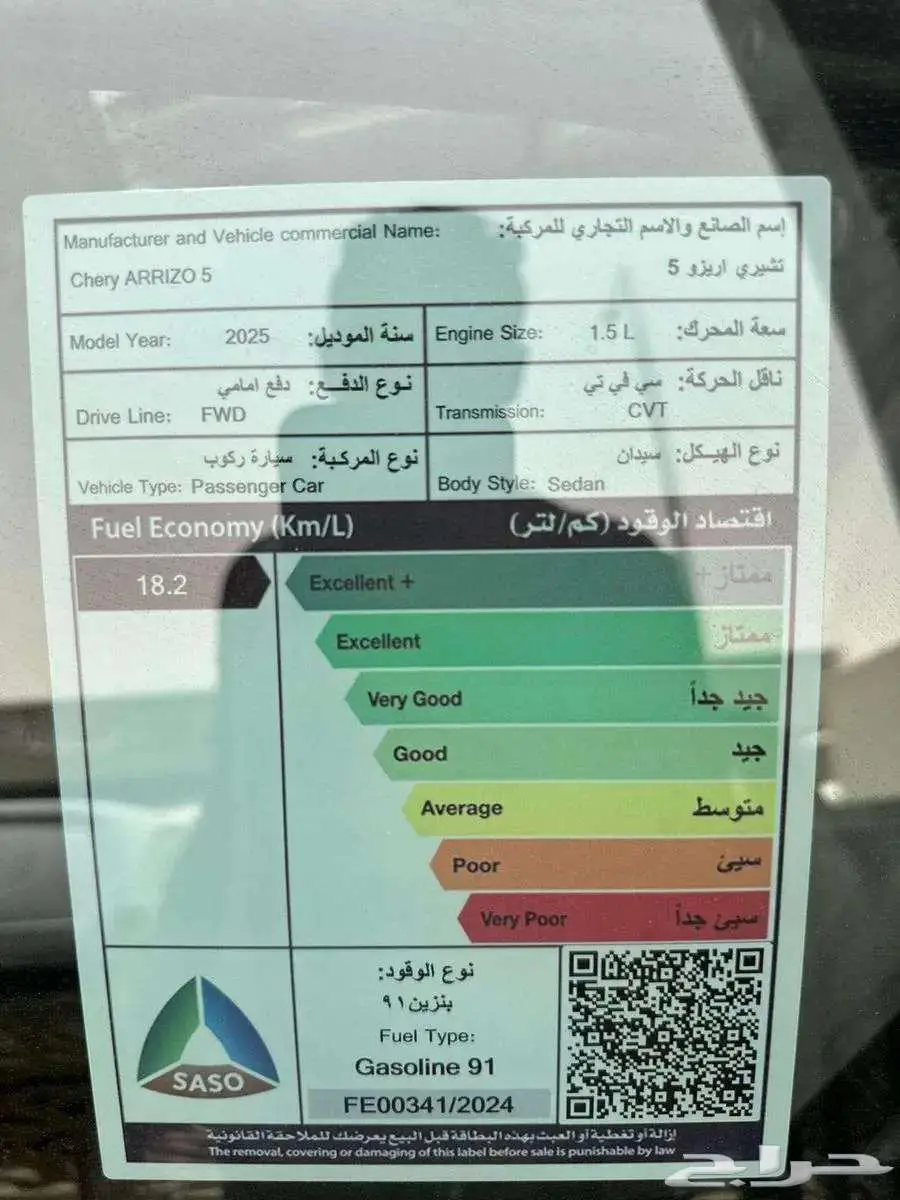 Manufacturer and Vehicle commercial Name: إسم الصانع والاسم التجاري للمركبة:
Chery ARRIZO 5 تشيري اريزو 5
Model Year: 2025 سنة الموديل:
Engine Size: 1.5 L سعة المحرك:
نوع الدفـــع: دفع امامي
Drive Line: FWD
ناقل الحركة: سي في تي
Transmission: CVT
نوع المركبة: سيارة ركوب
Vehicle Type: Passenger Car
نوع الهيــكل: سيدان
Body Style: Sedan
Fuel Economy (Km/L) اقتصاد الوقود (كم/لتر)
18.2
Excellent + ممتاز+
Excellent ممتاز
Very Good جيد جداً
Good جيد
Average متوسط
Poor سيئ
Very Poor سيئ جداً
SASO
نوع الوقود:
بنزين ٩١
Fuel Type:
Gasoline 91
FE00341/2024
إزالة أو تغطية أو العبث بهذه البطاقة قبل البيع يعرضك للملاحقة القانونية
The removal, covering or damaging of this label before sale is punishable by law
حراج